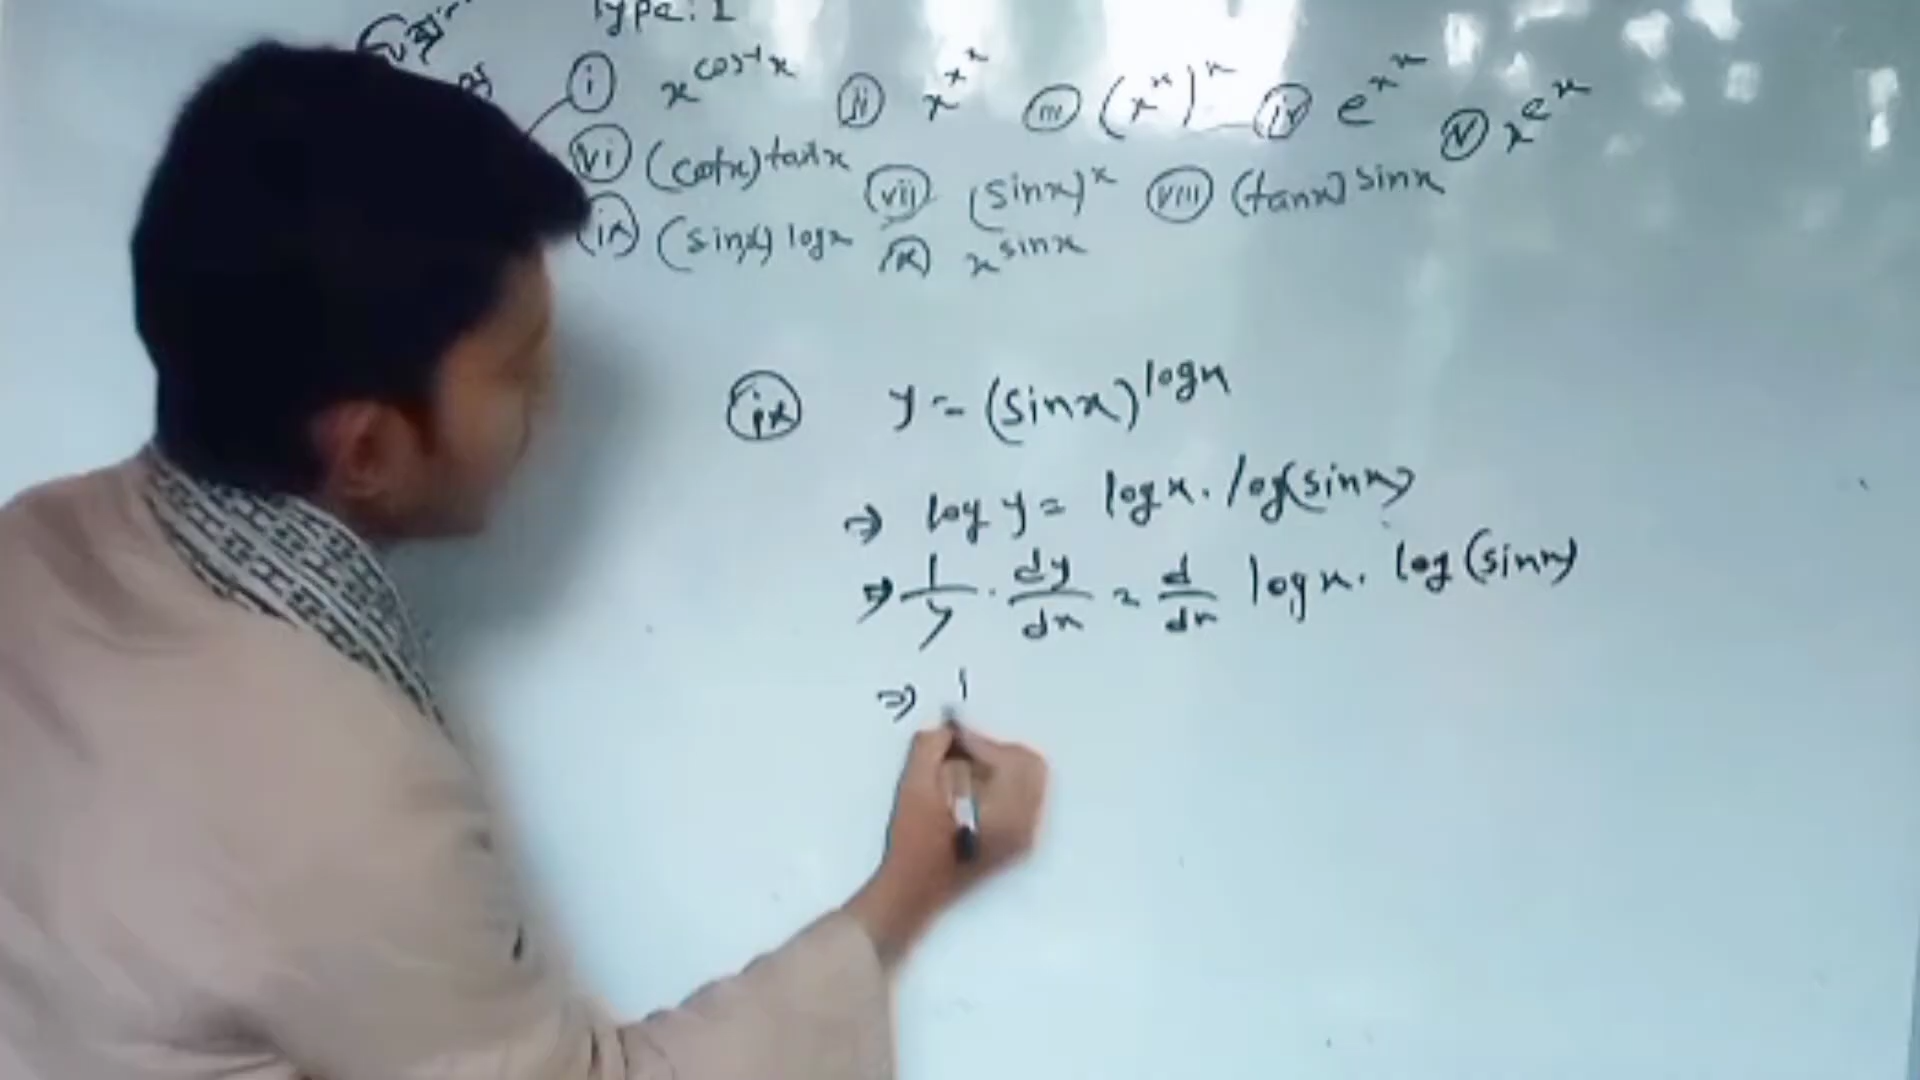 Type: 1
i x^{cos⁻¹x} ii x^{x^x} iii (x^x)^x iv e^{x^x} v x^{e^x}
vi (cotx)^{tanx} vii (sinx)^x viii (tanx)^{sinx}
ix (sinx)^{logx} x x^{sinx}
ix y = (sinx)^{logx}
⇒ log y = logx. log(sinx)
⇒ 1/y · dy/dx = d/dx logx. log(sinx)
⇒ 1